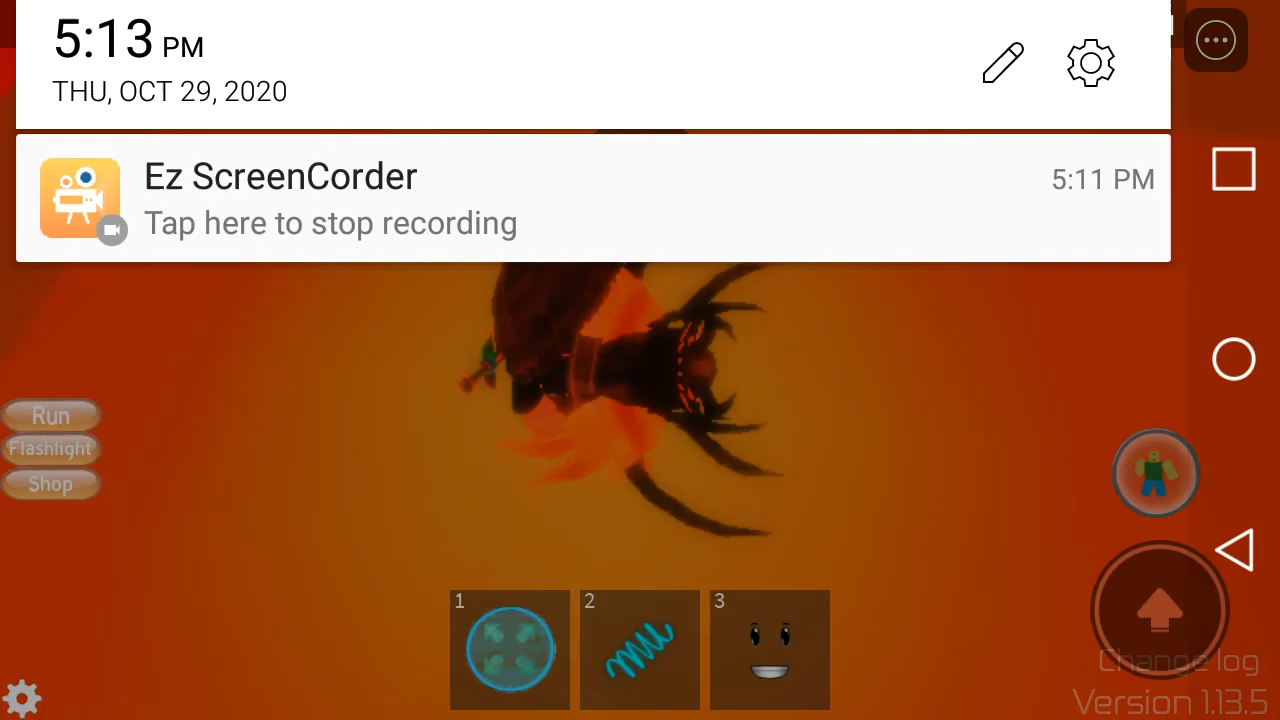 5:13 PM
THU, OCT 29, 2020
Ez ScreenCorder
5:11 PM
Tap here to stop recording
Run
Flashlight
Shop
1
2
3
Change log
Version 1.13.5